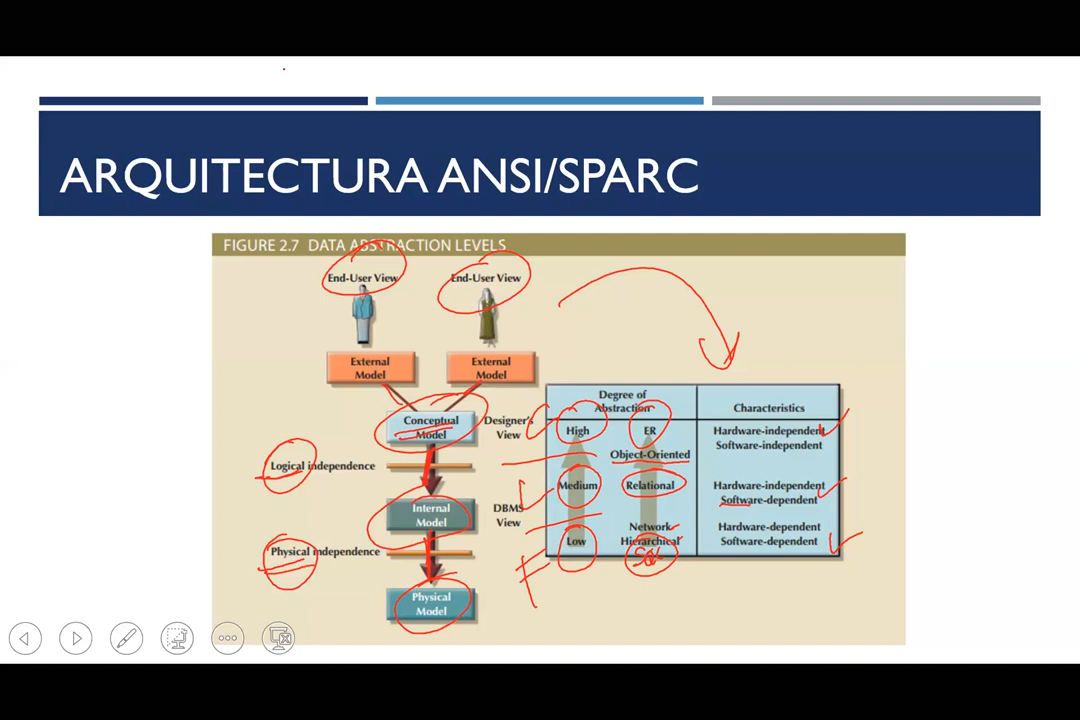 ARQUITECTURA ANSI/SPARC
FIGURE 2.7 DATA ABSTRACTION LEVELS
End-User View
End-User View
External
Model
External
Model
Conceptual
Model
Designer's
View
Logical independence
Internal
Model
DBMS
View
Physical independence
Physical
Model
Degree of
Abstraction
Characteristics
High
ER
Hardware-independent
Software-independent
Object-Oriented
Medium
Relational
Hardware-independent
Software-dependent
Network
Hardware-dependent
Low
Hierarchical
Software-dependent